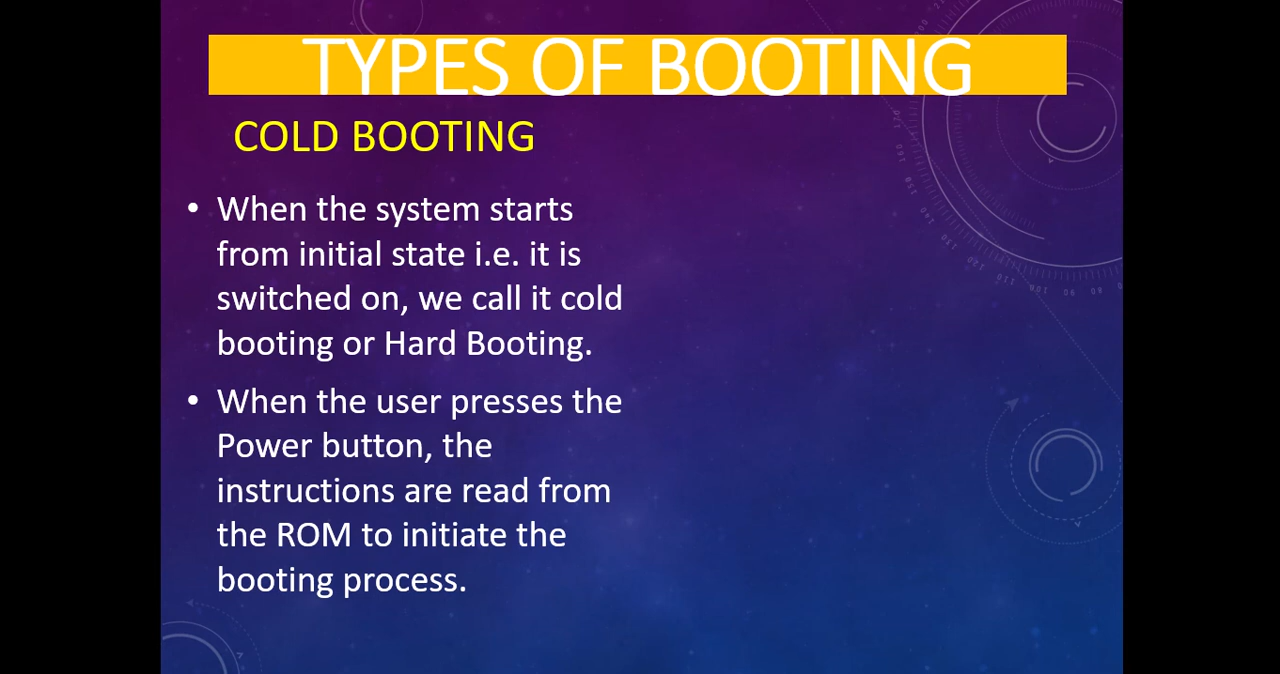 TYPES OF BOOTING
COLD BOOTING
• When the system starts
from initial state i.e. it is
switched on, we call it cold
booting or Hard Booting.
• When the user presses the
Power button, the
instructions are read from
the ROM to initiate the
booting process.